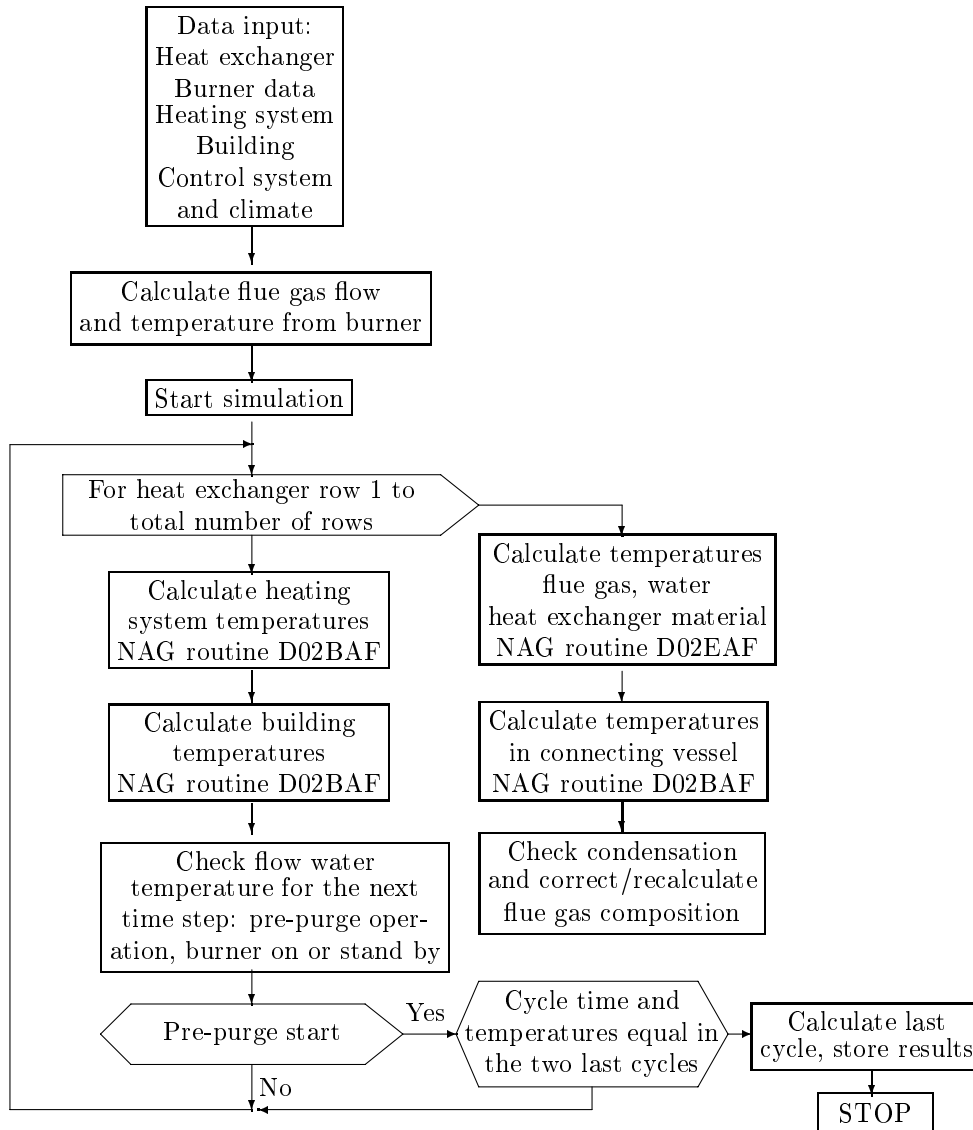 Data input:
Heat exchanger
Burner data
Heating system
Building
Control system
and climate
Calculate flue gas flow
and temperature from burner
Start simulation
For heat exchanger row 1 to
total number of rows
Calculate temperatures
flue gas, water
heat exchanger material
NAG routine D02EAF
Calculate heating
system temperatures
NAG routine D02BAF
Calculate building
temperatures
NAG routine D02BAF
Calculate temperatures
in connecting vessel
NAG routine D02BAF
Check flow water
temperature for the next
time step: pre-purge oper-
ation, burner on or stand by
Check condensation
and correct/recalculate
flue gas composition
Pre-purge start
Yes
No
Cycle time and
temperatures equal in
the two last cycles
Calculate last
cycle, store results
STOP